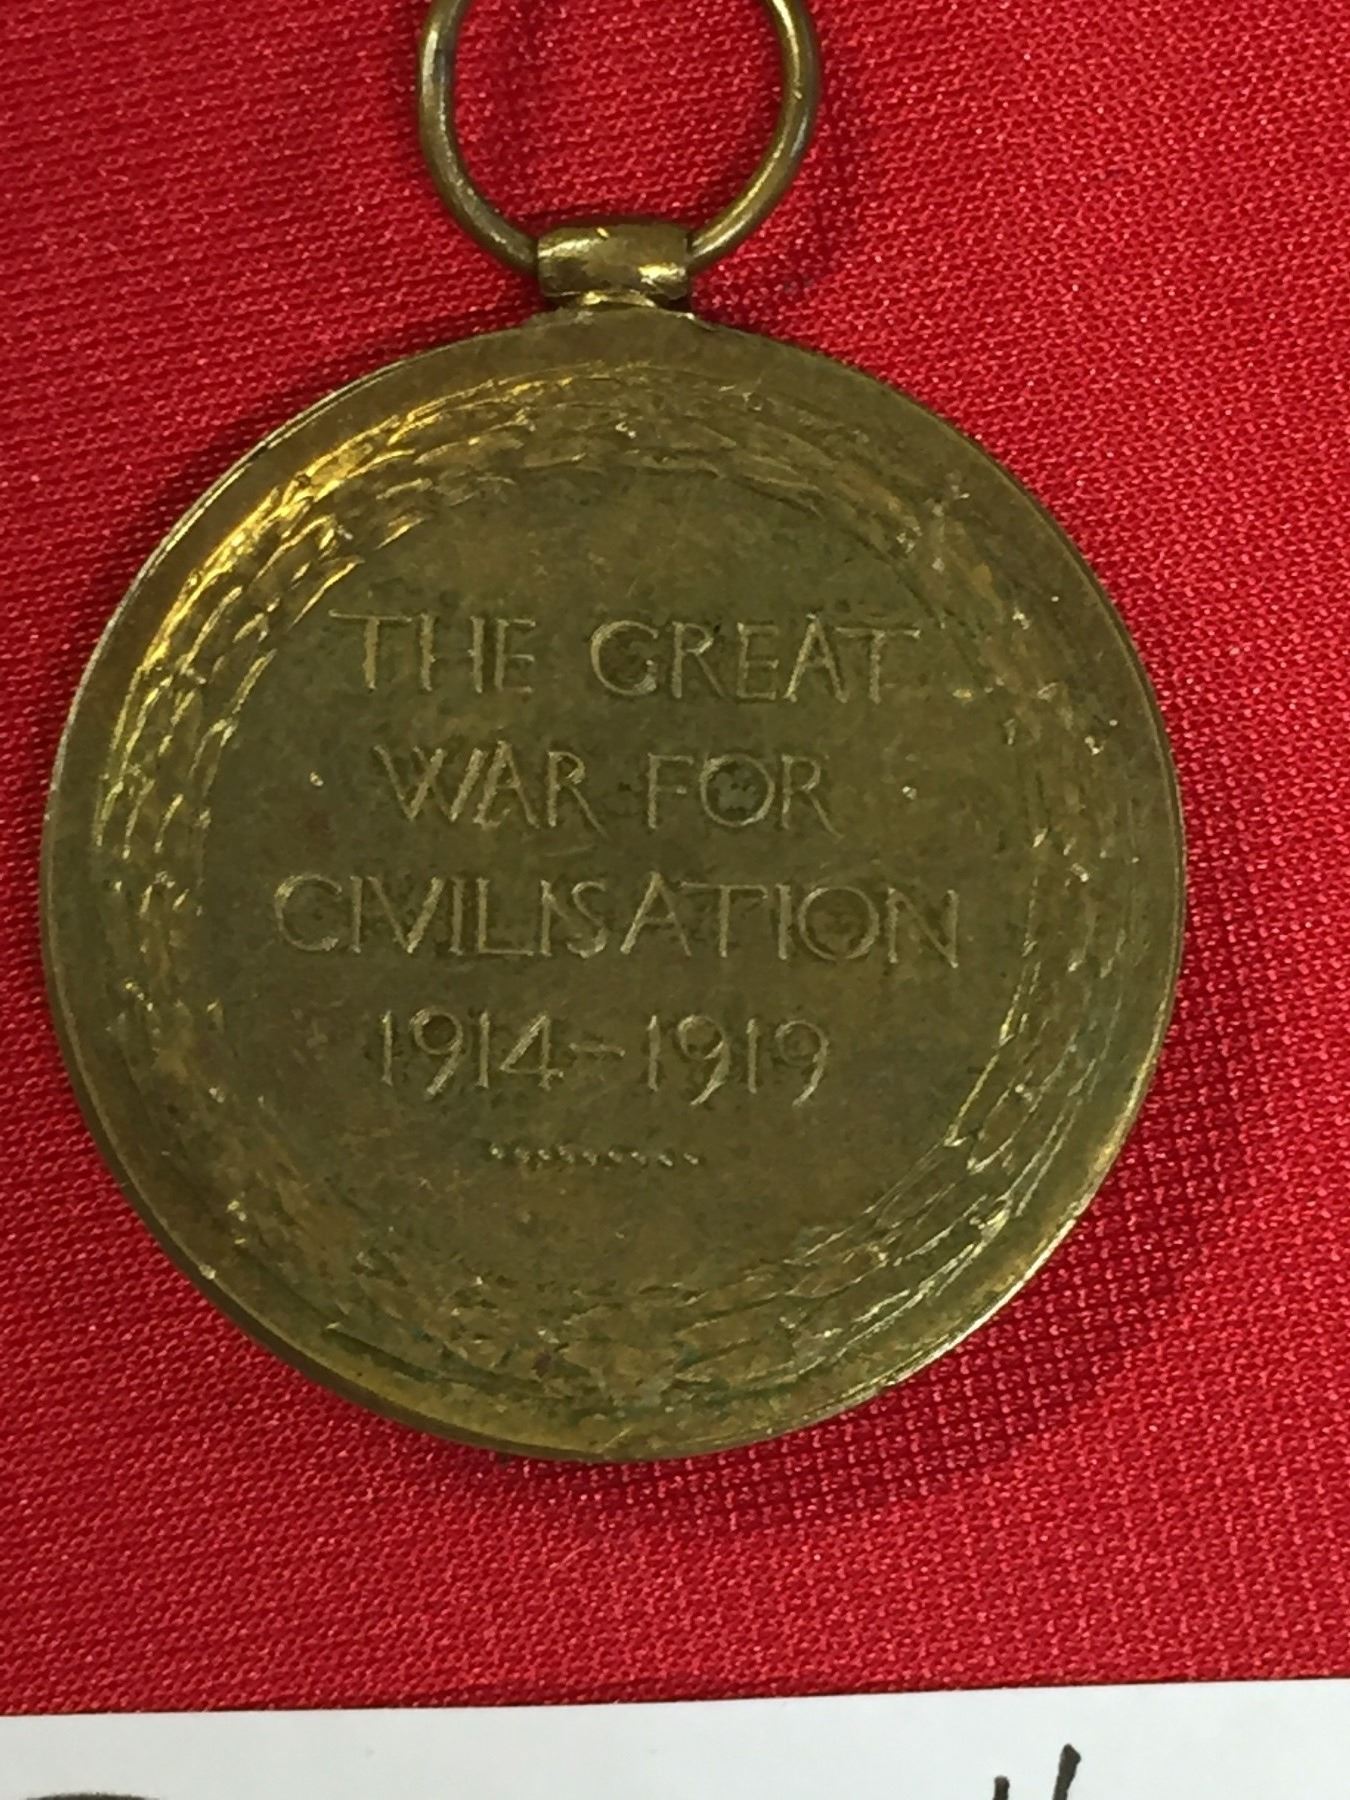 THE GREAT
WAR FOR
CIVILISATION
1914-1919